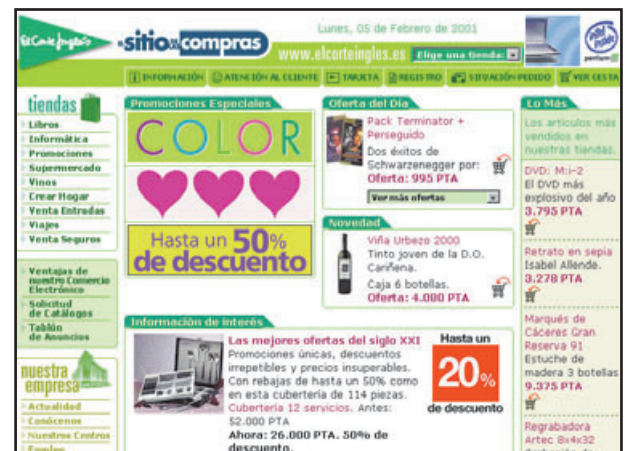 El Corte Inglés
sitio de compras
Lunes, 05 de Febrero de 2001
www.elcorteingles.es
Elige una tienda:
intel inside
pentium
INFORMACIÓN
ATENCIÓN AL CLIENTE
TARJETA
REGISTRO
SITUACIÓN PEDIDO
VER CESTA
tiendas
Libros
Informática
Promociones
Supermercado
Vinos
Crear Hogar
Venta Entradas
Viajes
Venta Seguros
Ventajas de
nuestro Comercio
Electrónico
Solicitud
de Catálogos
Tablón
de Anuncios
nuestra
empresa
Actualidad
Conócenos
Nuestros Centros
Empleo
Promociones Especiales
COLOR
Hasta un 50%
de descuento
Oferta del Día
Pack Terminator +
Perseguido
Dos éxitos de
Schwarzenegger por:
Oferta: 995 PTA
Ver más ofertas
Novedad
Viña Urbezo 2000
Tinto joven de la D.O.
Cariñena.
Caja 6 botellas.
Oferta: 4.000 PTA
Información de interés
Las mejores ofertas del siglo XXI
Promociones únicas, descuentos
irrepetibles y precios insuperables.
Con rebajas de hasta un 50% como
en esta cubertería de 114 piezas.
Cubertería 12 servicios. Antes:
52.000 PTA
Ahora: 26.000 PTA. 50% de
descuento.
Hasta un
20%
de descuento
Lo Más
Los artículos más
vendidos en
nuestras tiendas.
DVD: M:i-2
El DVD más
explosivo del año
3.795 PTA
Retrato en sepia
Isabel Allende.
3.278 PTA
Marqués de
Cáceres Gran
Reserva 91
Estuche de
madera 3 botellas
9.375 PTA
Regrabadora
Artec 8x4x32